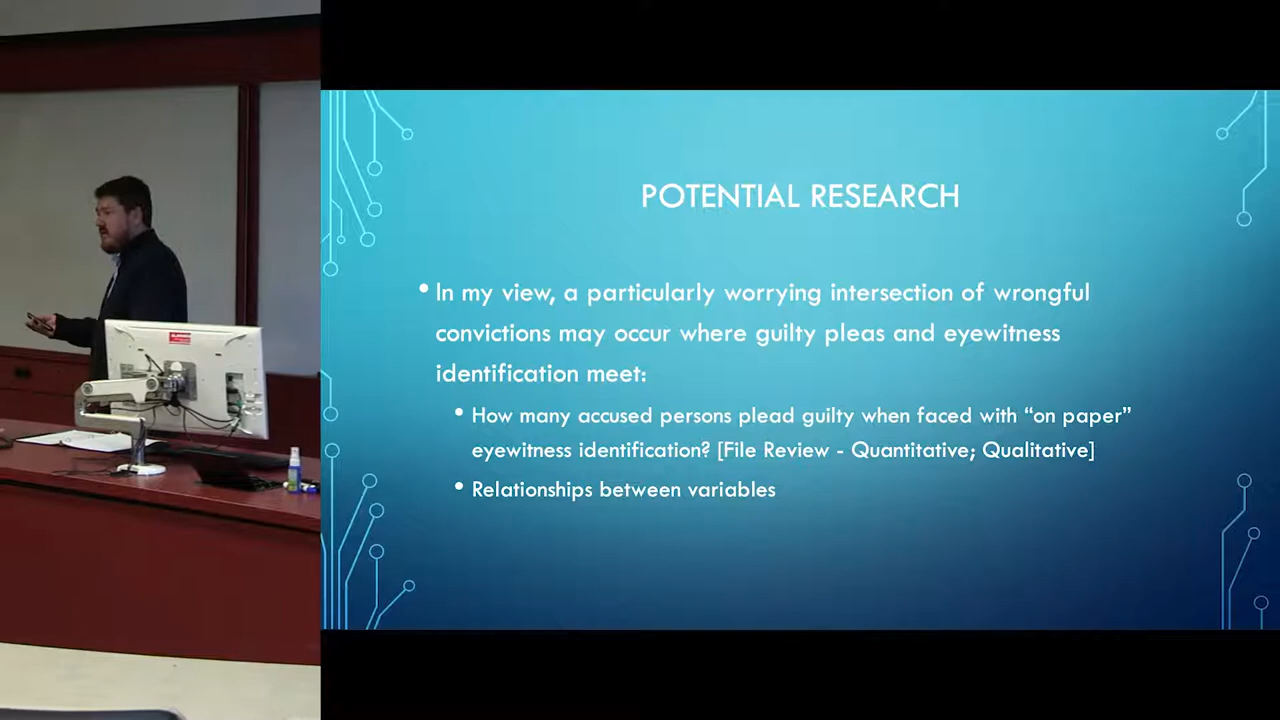 POTENTIAL RESEARCH
• In my view, a particularly worrying intersection of wrongful
convictions may occur where guilty pleas and eyewitness
identification meet:
• How many accused persons plead guilty when faced with “on paper”
eyewitness identification? [File Review - Quantitative; Qualitative]
• Relationships between variables